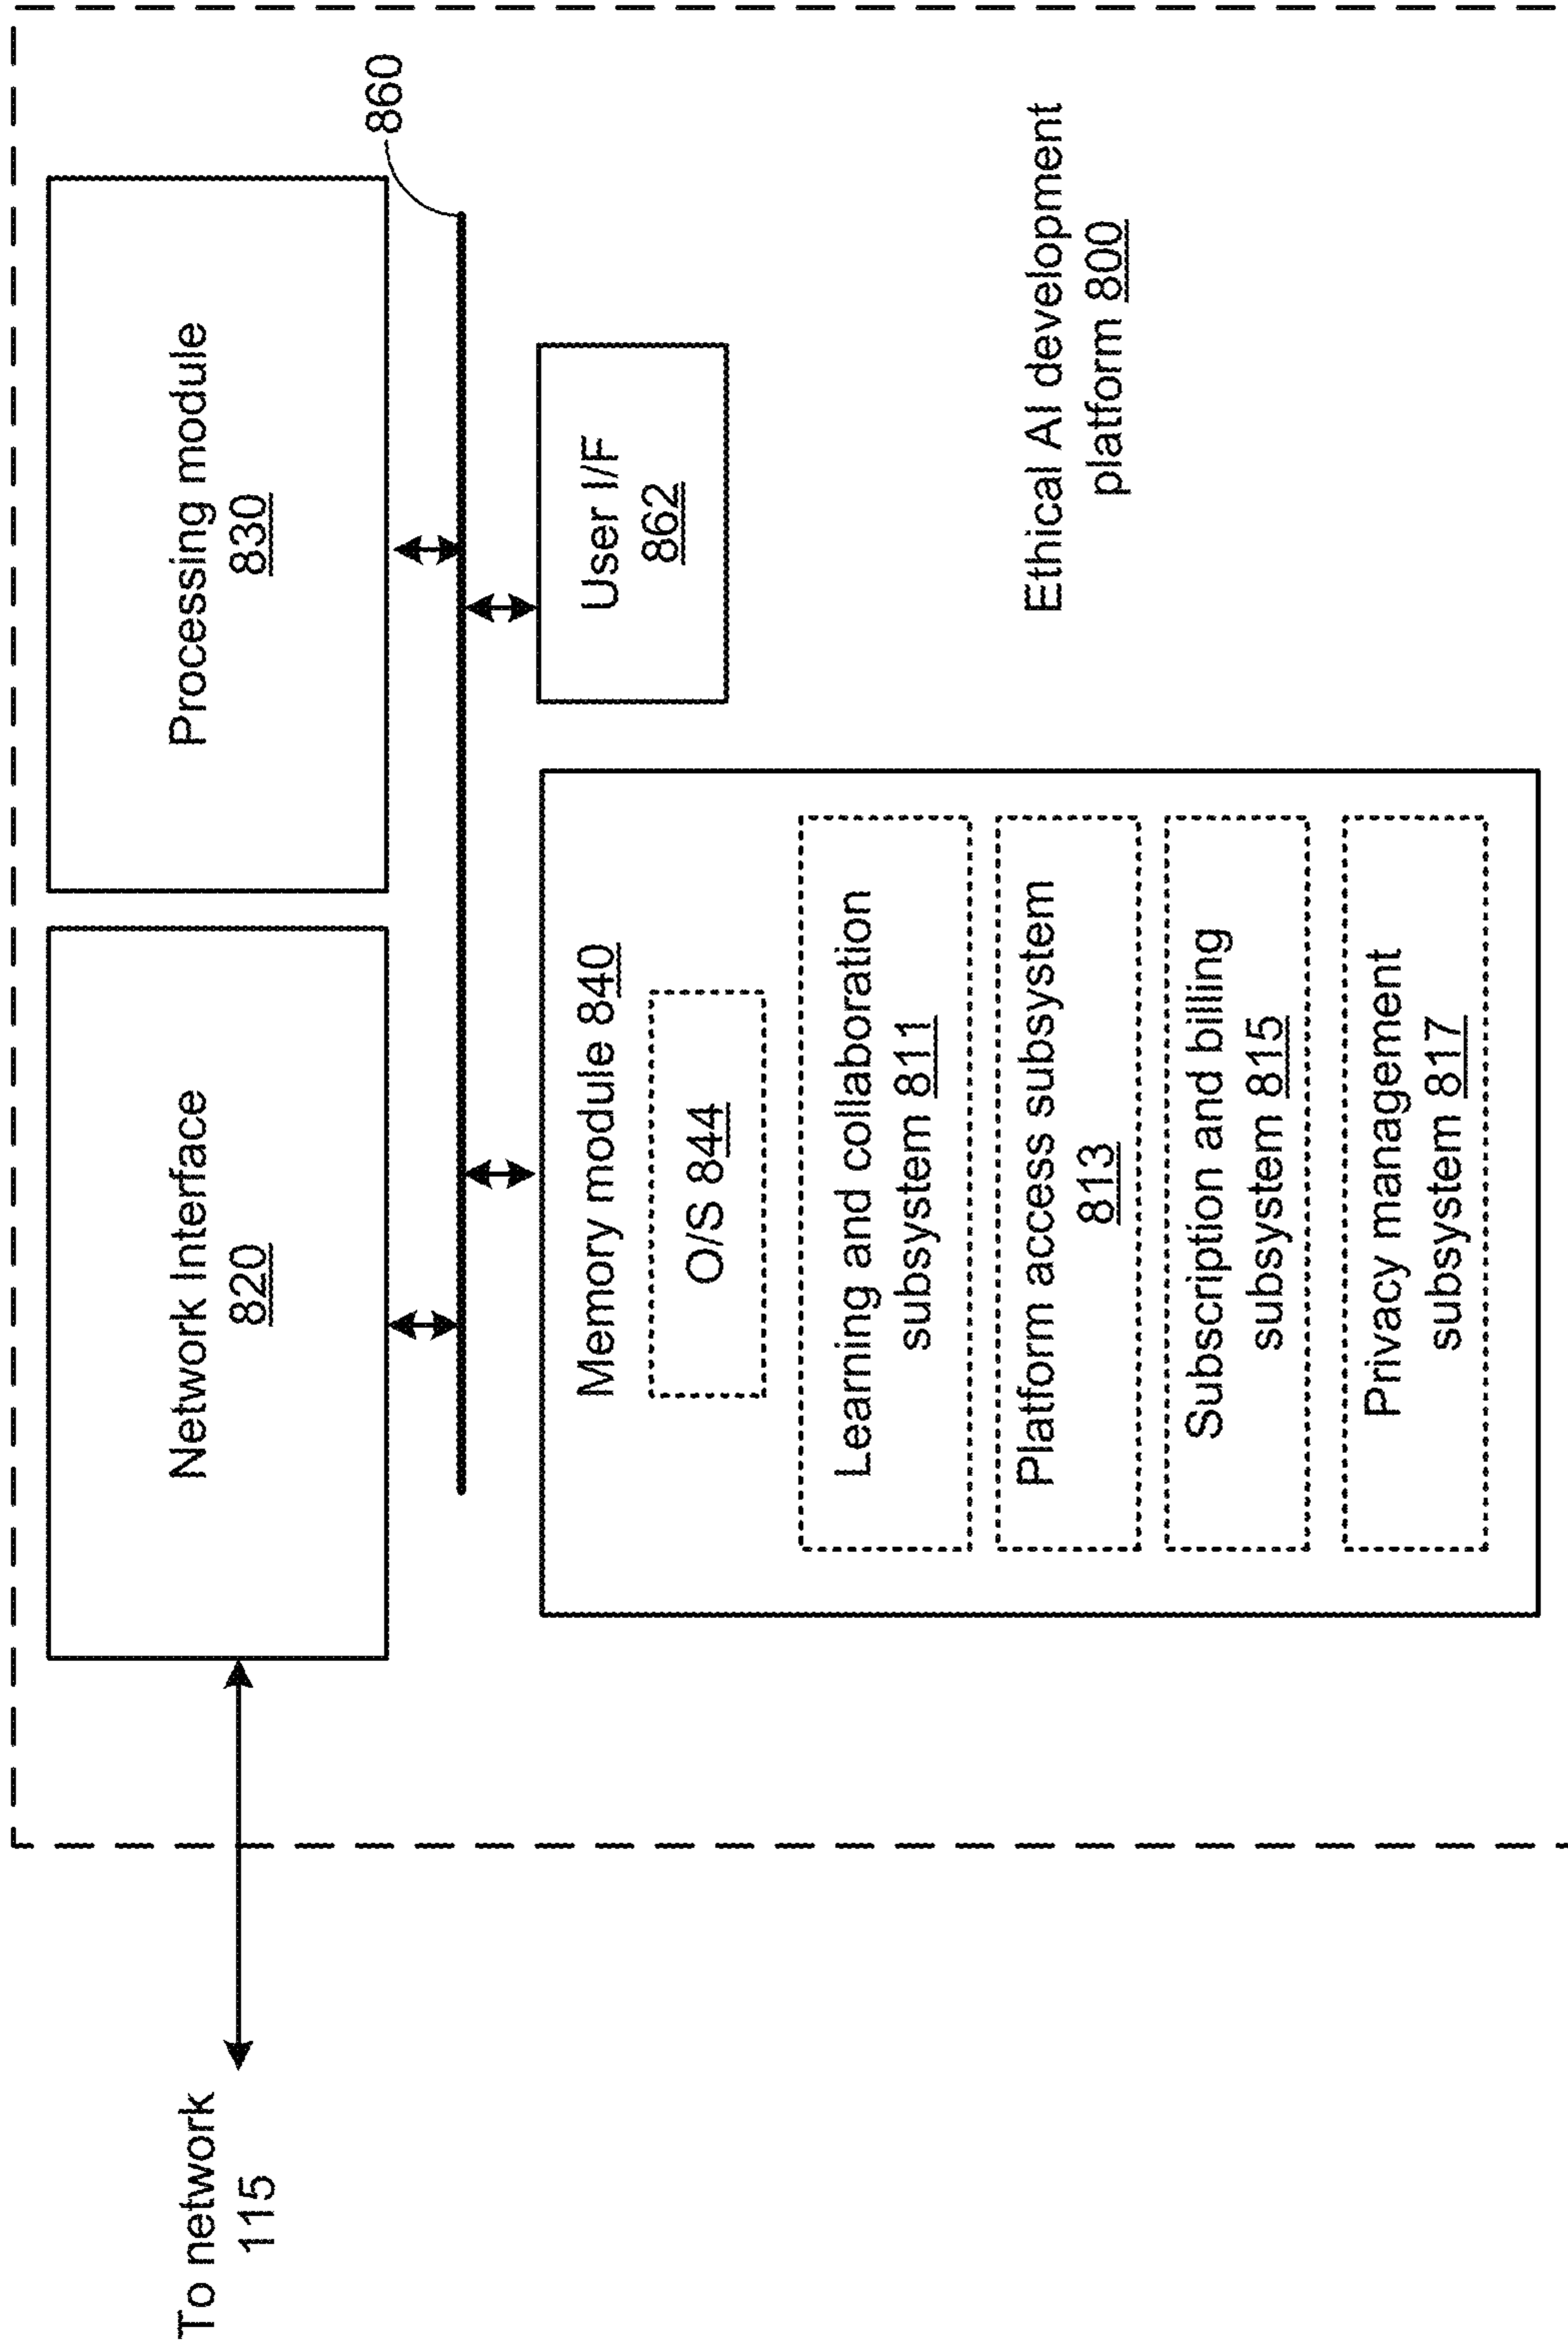 To network
115
Network Interface
820
Processing module
830
860
Memory module 840
O/S 844
Learning and collaboration
subsystem 811
Platform access subsystem
813
Subscription and billing
subsystem 815
Privacy management
subsystem 817
User I/F
862
Ethical AI development
platform 800